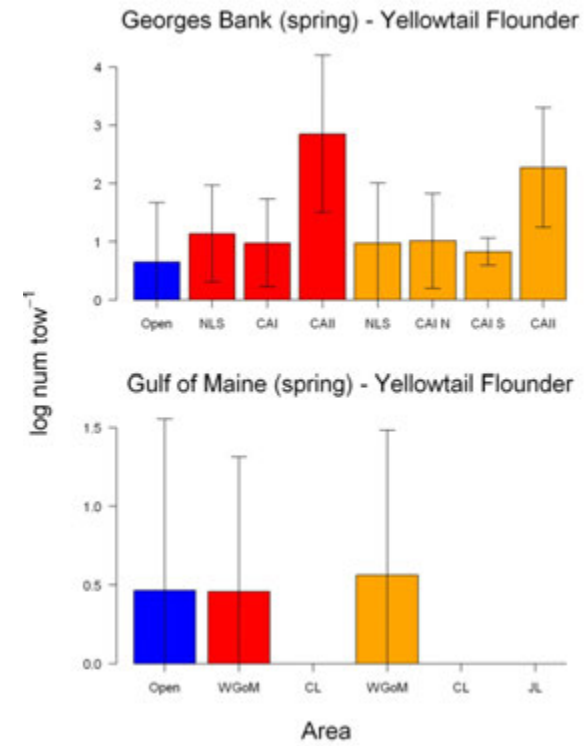 Georges Bank (spring) - Yellowtail Flounder
4
3
2
1
0
Open NLS CAI CAII NLS CAI N CAI S CAII
log num tow⁻¹
Gulf of Maine (spring) - Yellowtail Flounder
1.5
1.0
0.5
0.0
Open WGoM CL WGoM CL JL
Area